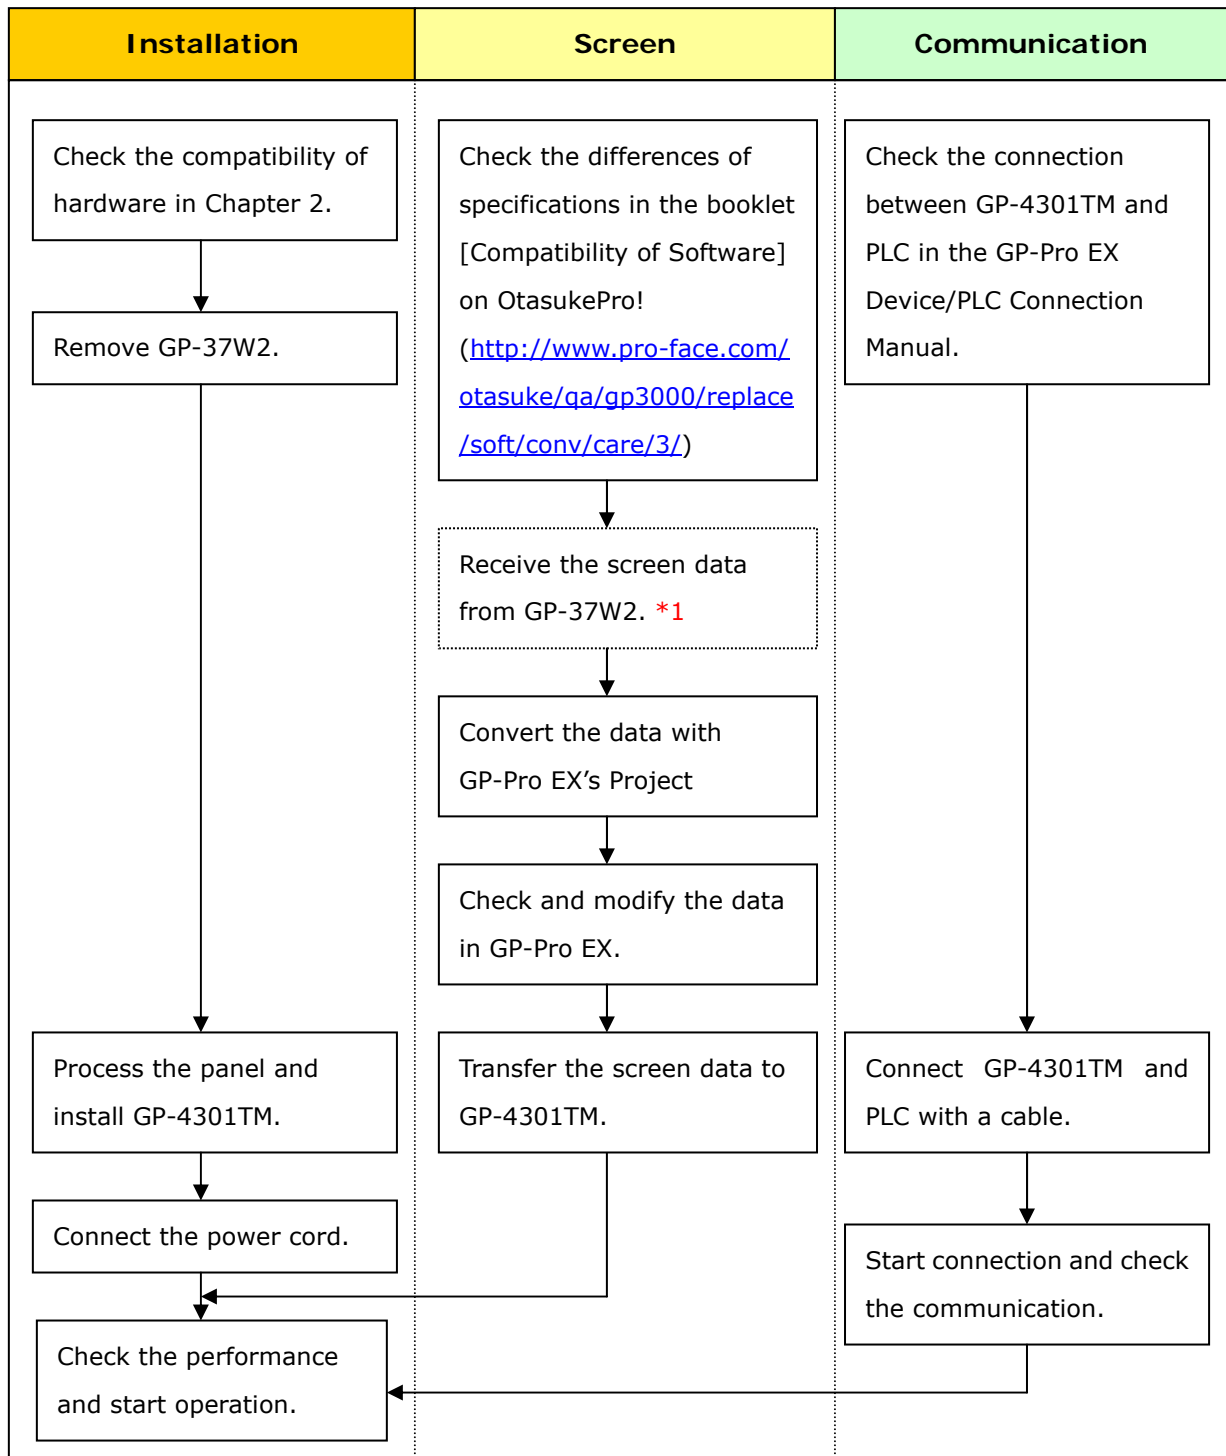 Installation
Screen
Communication
Check the compatibility of
hardware in Chapter 2.
Remove GP-37W2.
Process the panel and
install GP-4301TM.
Connect the power cord.
Check the performance
and start operation.
Check the differences of
specifications in the booklet
[Compatibility of Software]
on OtasukePro!
(http://www.pro-face.com/
otasuke/qa/gp3000/replace
/soft/conv/care/3/)
Receive the screen data
from GP-37W2. *1
Convert the data with
GP-Pro EX’s Project
Check and modify the data
in GP-Pro EX.
Transfer the screen data to
GP-4301TM.
Check the connection
between GP-4301TM and
PLC in the GP-Pro EX
Device/PLC Connection
Manual.
Connect GP-4301TM and
PLC with a cable.
Start connection and check
the communication.